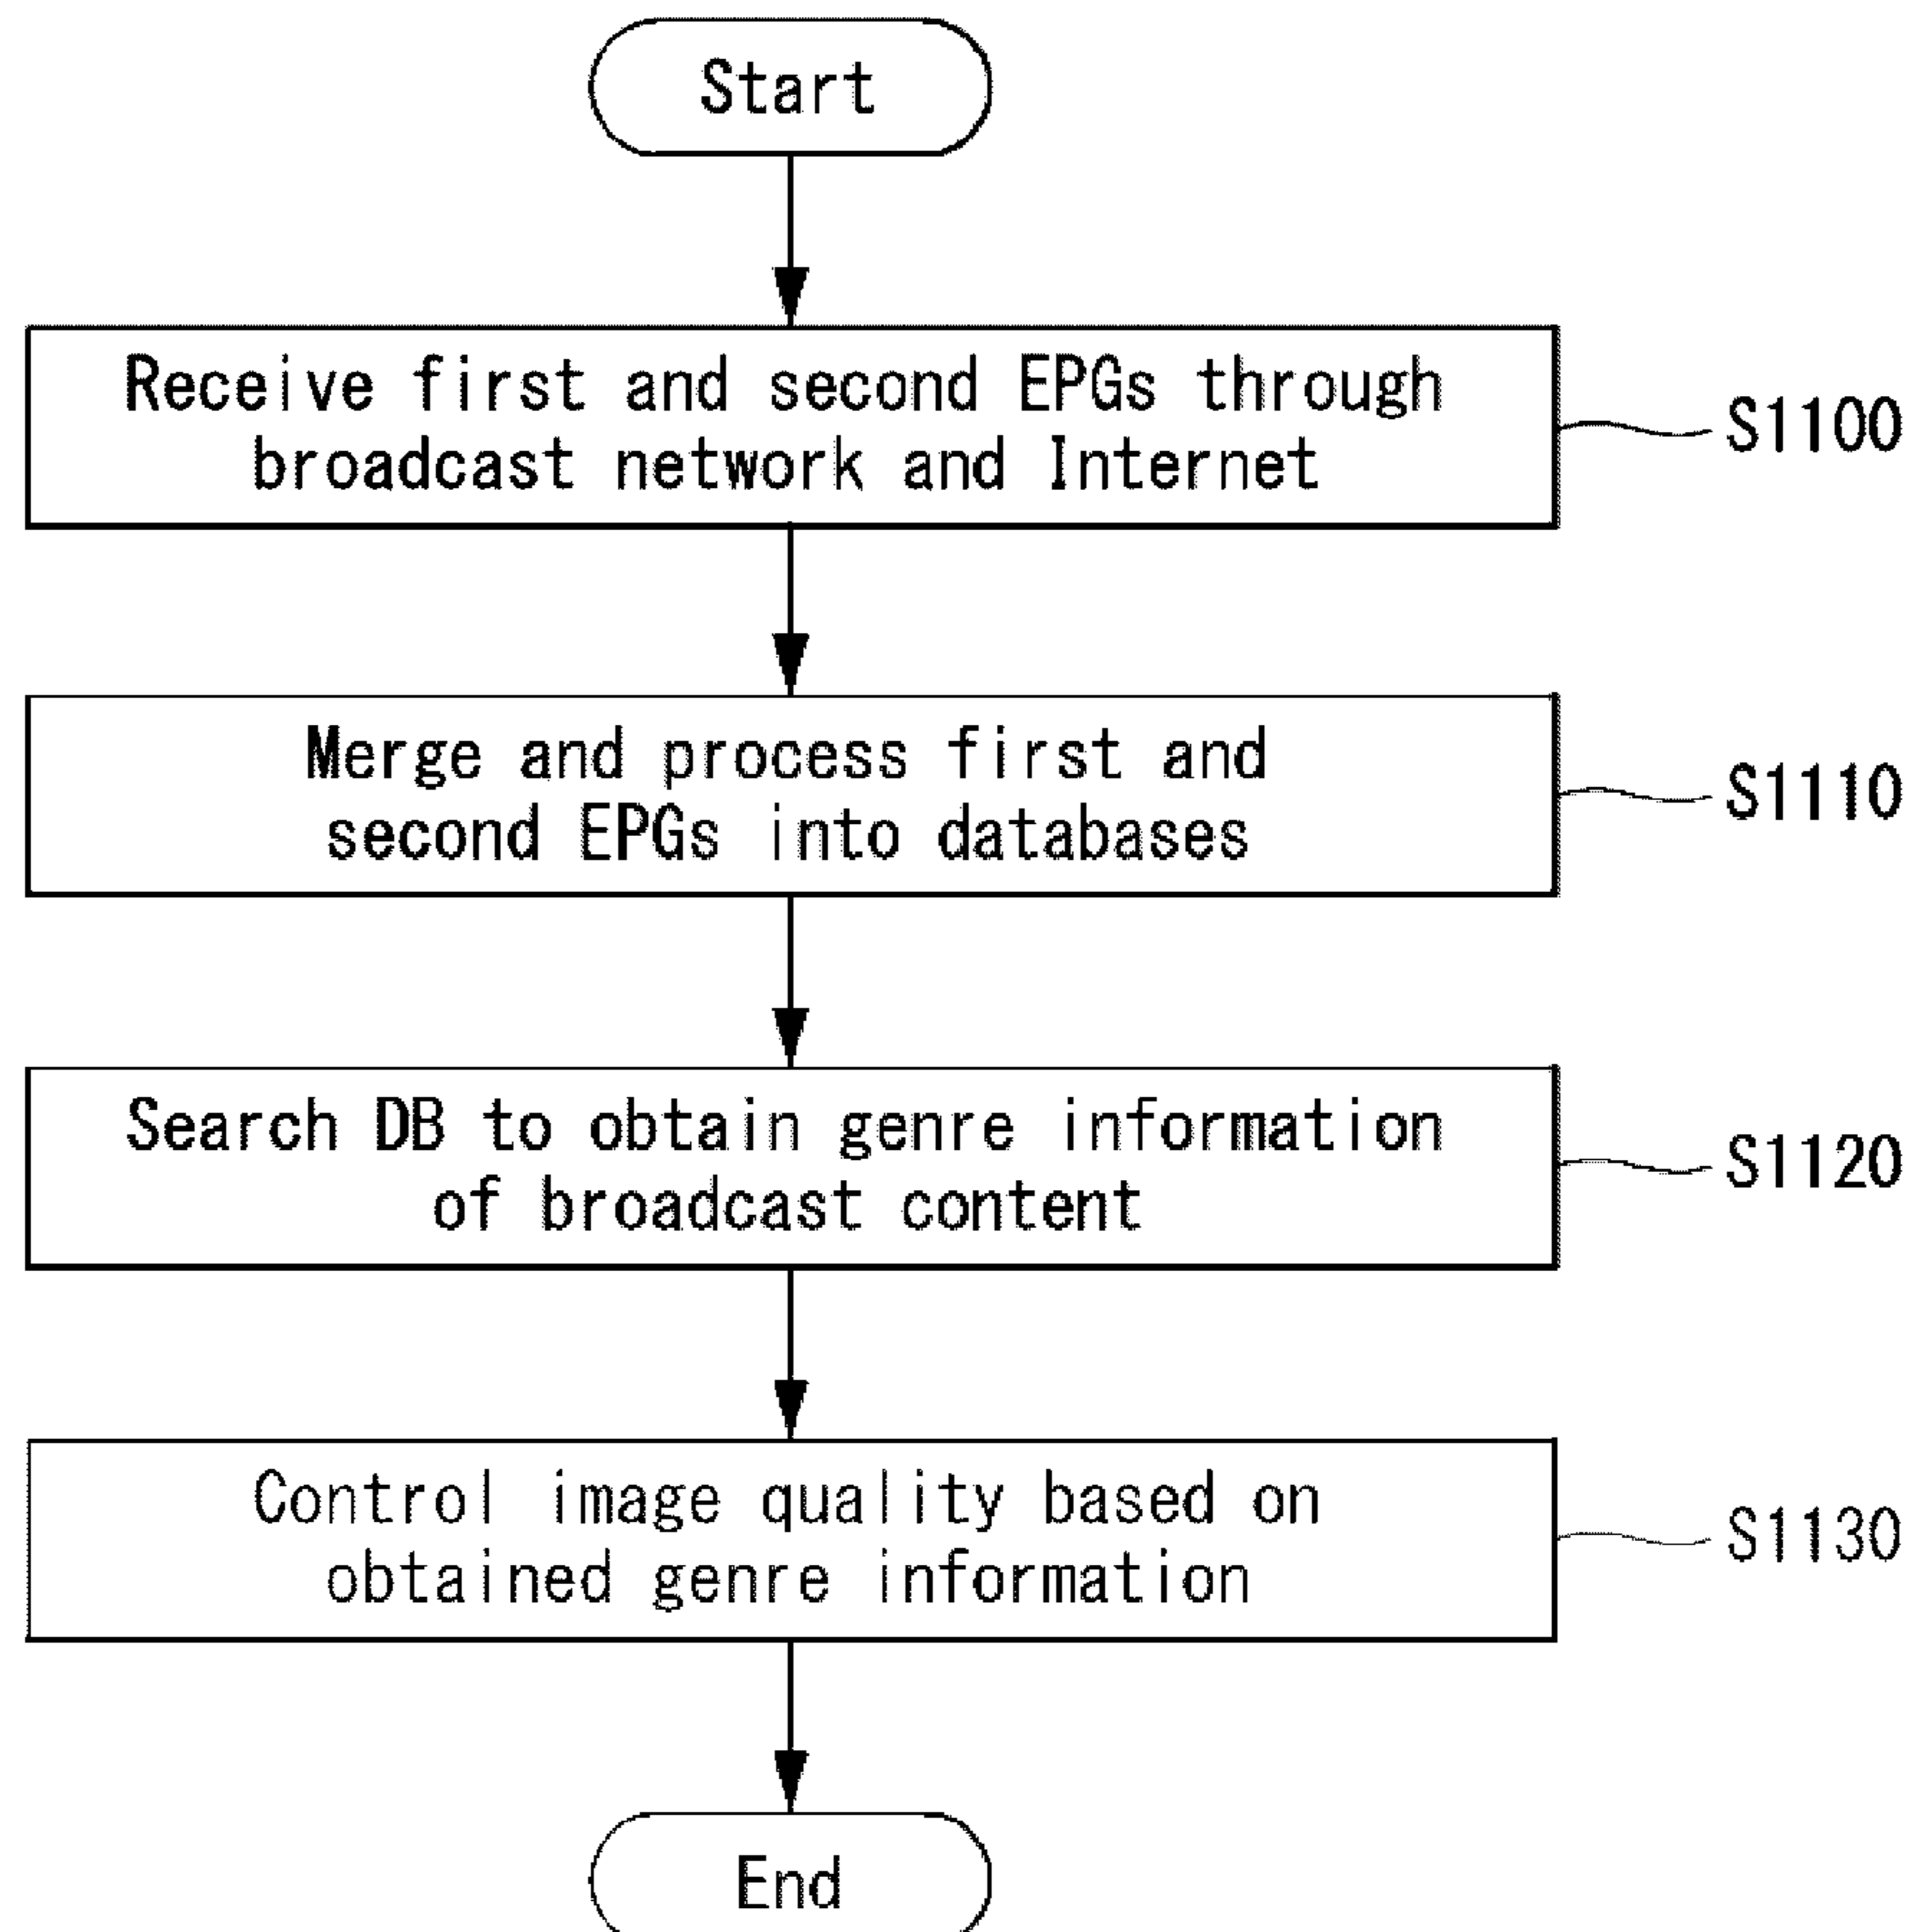 Start
Receive first and second EPGs through
broadcast network and Internet
S1100
Merge and process first and
second EPGs into databases
S1110
Search DB to obtain genre information
of broadcast content
S1120
Control image quality based on
obtained genre information
S1130
End